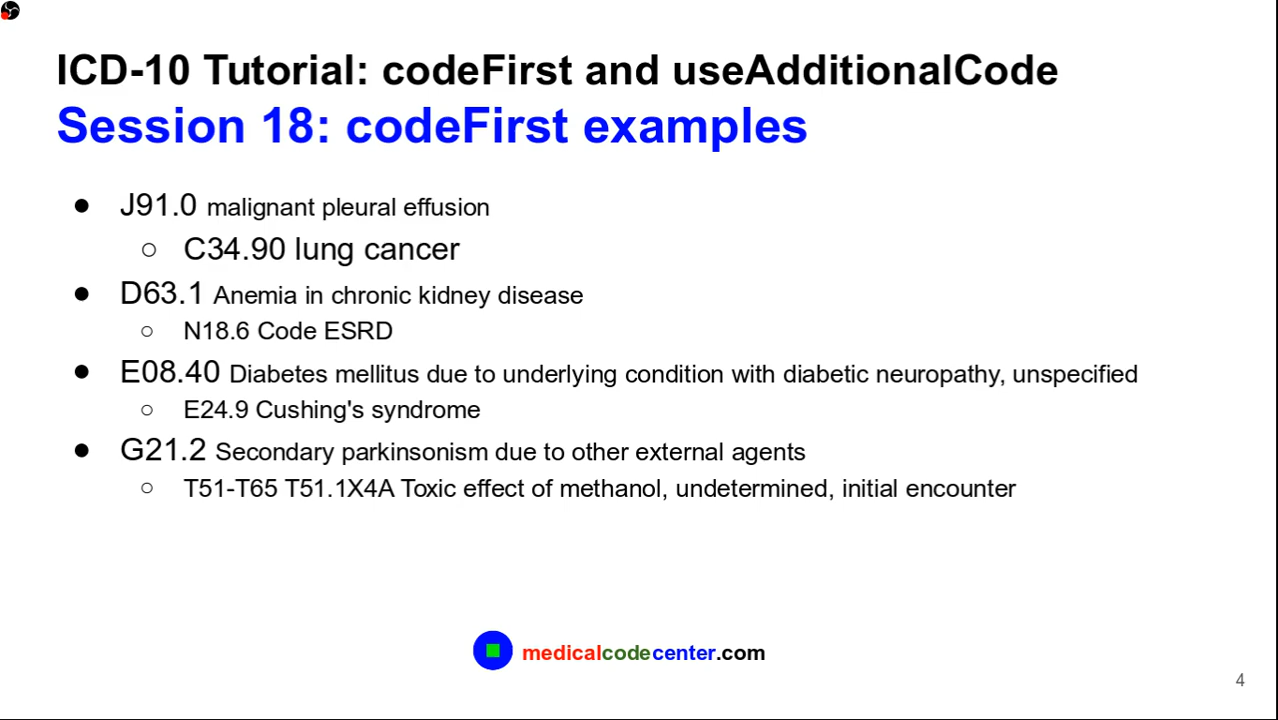 ICD-10 Tutorial: codeFirst and useAdditionalCode
Session 18: codeFirst examples
● J91.0 malignant pleural effusion
○ C34.90 lung cancer
● D63.1 Anemia in chronic kidney disease
○ N18.6 Code ESRD
● E08.40 Diabetes mellitus due to underlying condition with diabetic neuropathy, unspecified
○ E24.9 Cushing's syndrome
● G21.2 Secondary parkinsonism due to other external agents
○ T51-T65 T51.1X4A Toxic effect of methanol, undetermined, initial encounter
medicalcodecenter.com
4